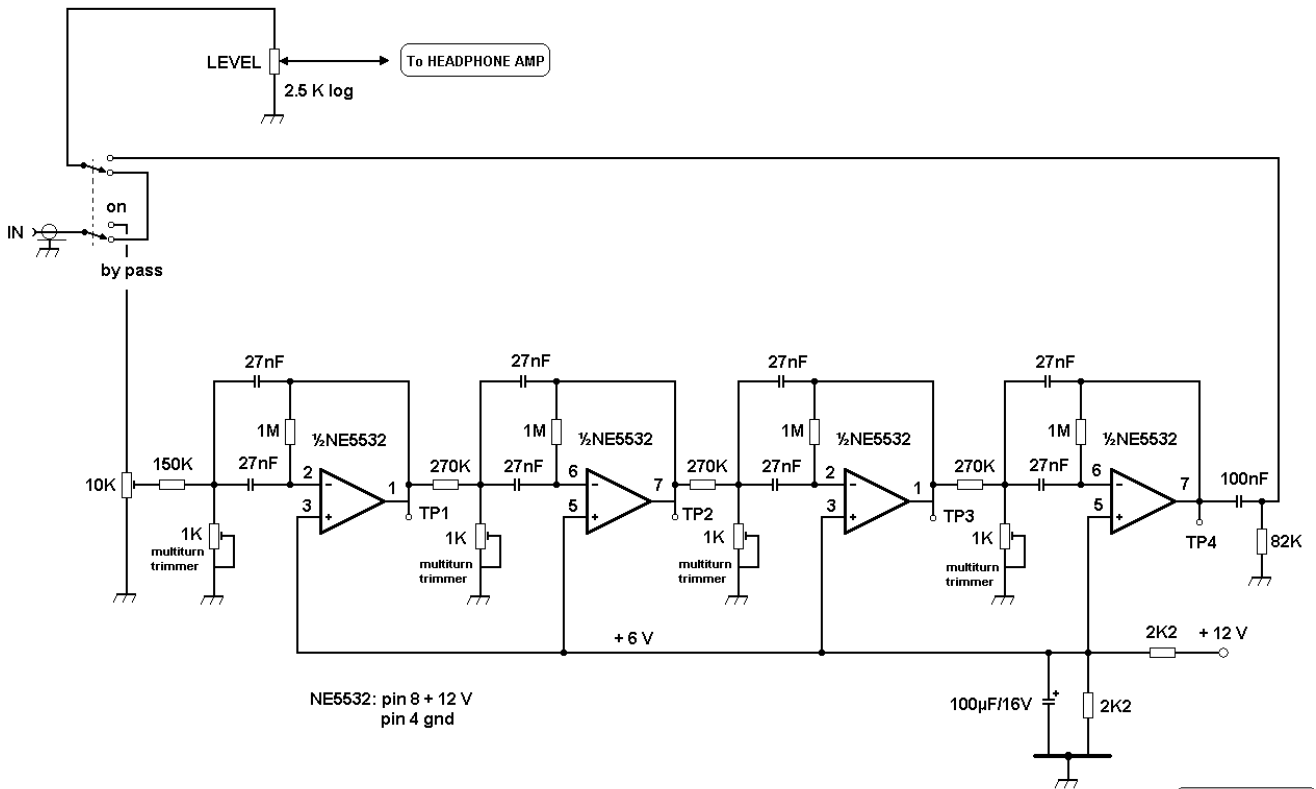 LEVEL
To HEADPHONE AMP
2.5 K log
on
IN
by pass
27nF
27nF
27nF
27nF
1M
½NE5532
1M
½NE5532
1M
½NE5532
1M
½NE5532
10K
150K
27nF
2
3
1
270K
27nF
6
5
7
270K
27nF
2
3
1
270K
27nF
6
5
7
100nF
TP1
TP2
TP3
TP4
1K
multiturn
trimmer
1K
multiturn
trimmer
1K
multiturn
trimmer
1K
multiturn
trimmer
82K
+ 6 V
2K2
+ 12 V
NE5532: pin 8 + 12 V
pin 4 gnd
100µF/16V
+
2K2